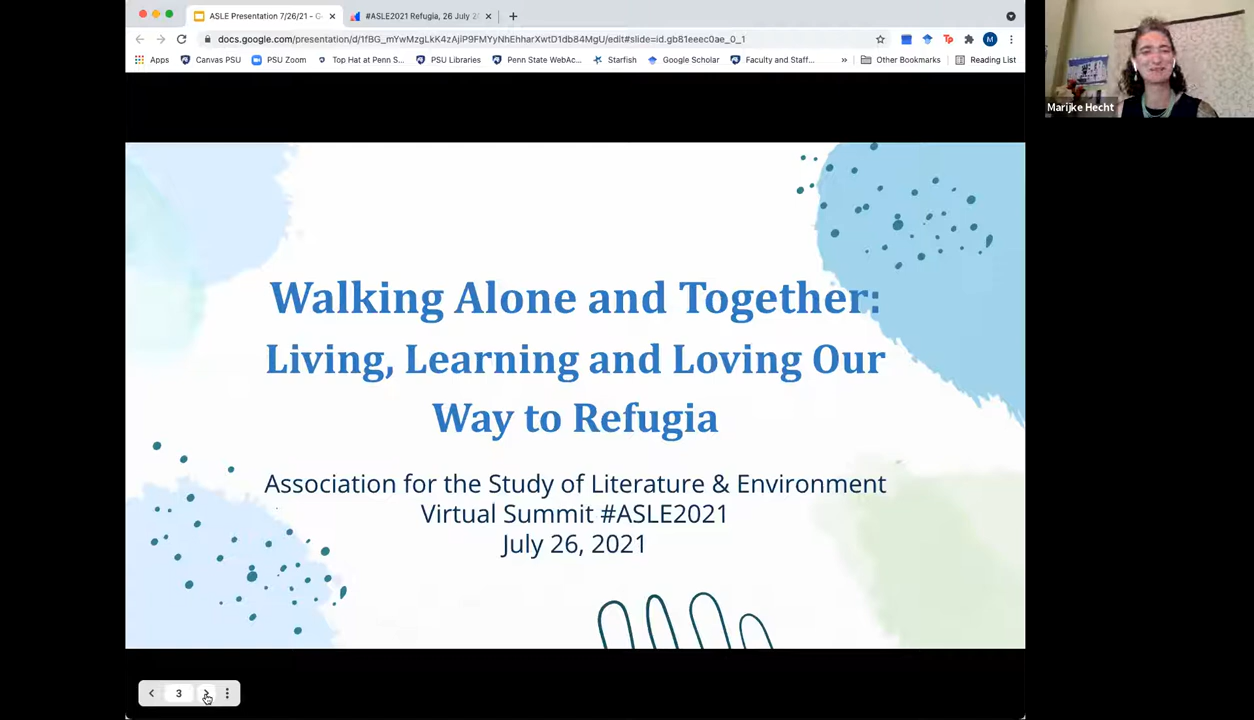 ASLE Presentation 7/26/21 - G
#ASLE2021 Refugia, 26 July 2
docs.google.com/presentation/d/1fBG_mYwMzgLkK4zAjlP9FMYyNhEhharXwtD1db84MgU/edit#slide=id.gb81eeec0ae_0_1
Apps
Canvas PSU
PSU Zoom
Top Hat at Penn S...
PSU Libraries
Penn State WebAc...
Starfish
Google Scholar
Faculty and Staff...
Other Bookmarks
Reading List
Marijke Hecht
Walking Alone and Together:
Living, Learning and Loving Our
Way to Refugia
Association for the Study of Literature & Environment
Virtual Summit #ASLE2021
July 26, 2021
3